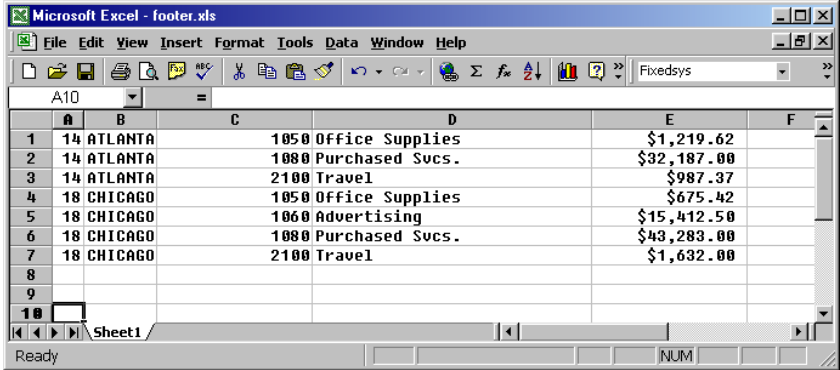 Microsoft Excel - footer.xls
File Edit View Insert Format Tools Data Window Help
ABC Fax Σ fx A Z ? » Fixedsys »
A10 =
A B C D E F
1 14 ATLANTA 1050 Office Supplies $1,219.62
2 14 ATLANTA 1080 Purchased Svcs. $32,187.00
3 14 ATLANTA 2100 Travel $987.37
4 18 CHICAGO 1050 Office Supplies $675.42
5 18 CHICAGO 1060 Advertising $15,412.50
6 18 CHICAGO 1080 Purchased Svcs. $43,283.00
7 18 CHICAGO 2100 Travel $1,632.00
8
9
10
Sheet1
Ready NUM